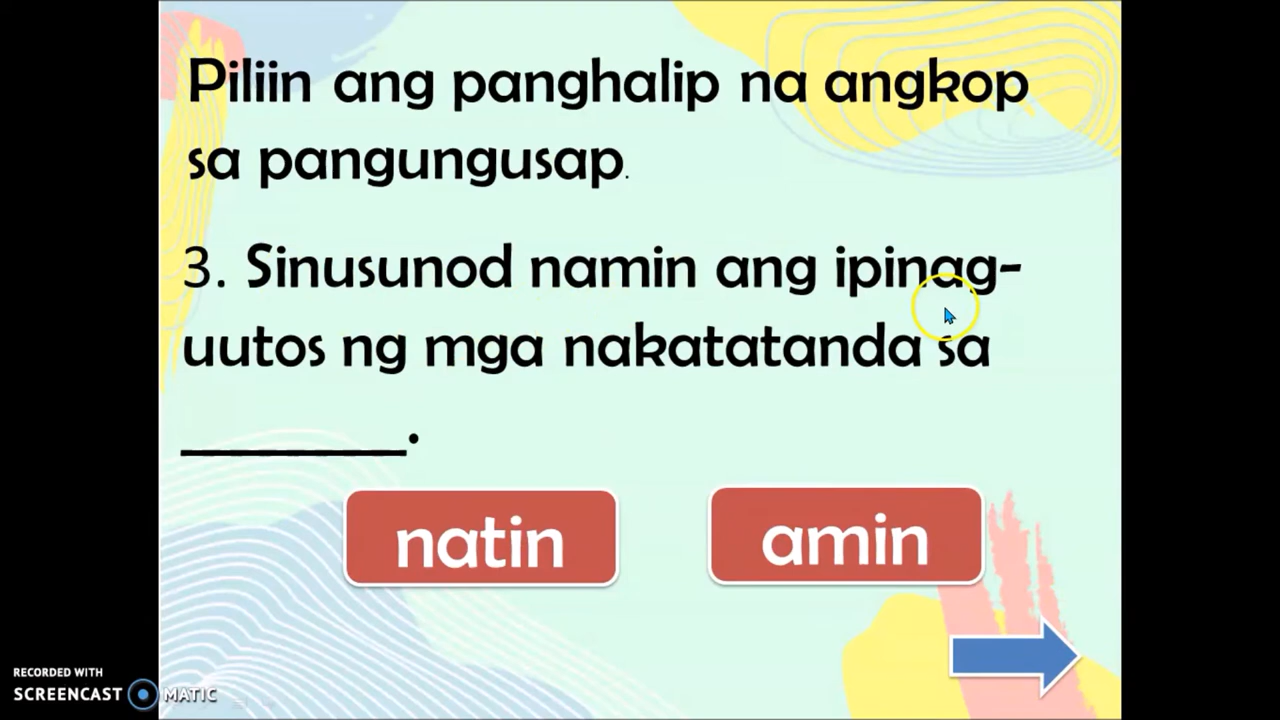 Piliin ang panghalip na angkop
sa pangungusap.
3. Sinusunod namin ang ipinag-
uutos ng mga nakatatanda sa
________.
natin
amin
RECORDED WITH
SCREENCAST MATIC